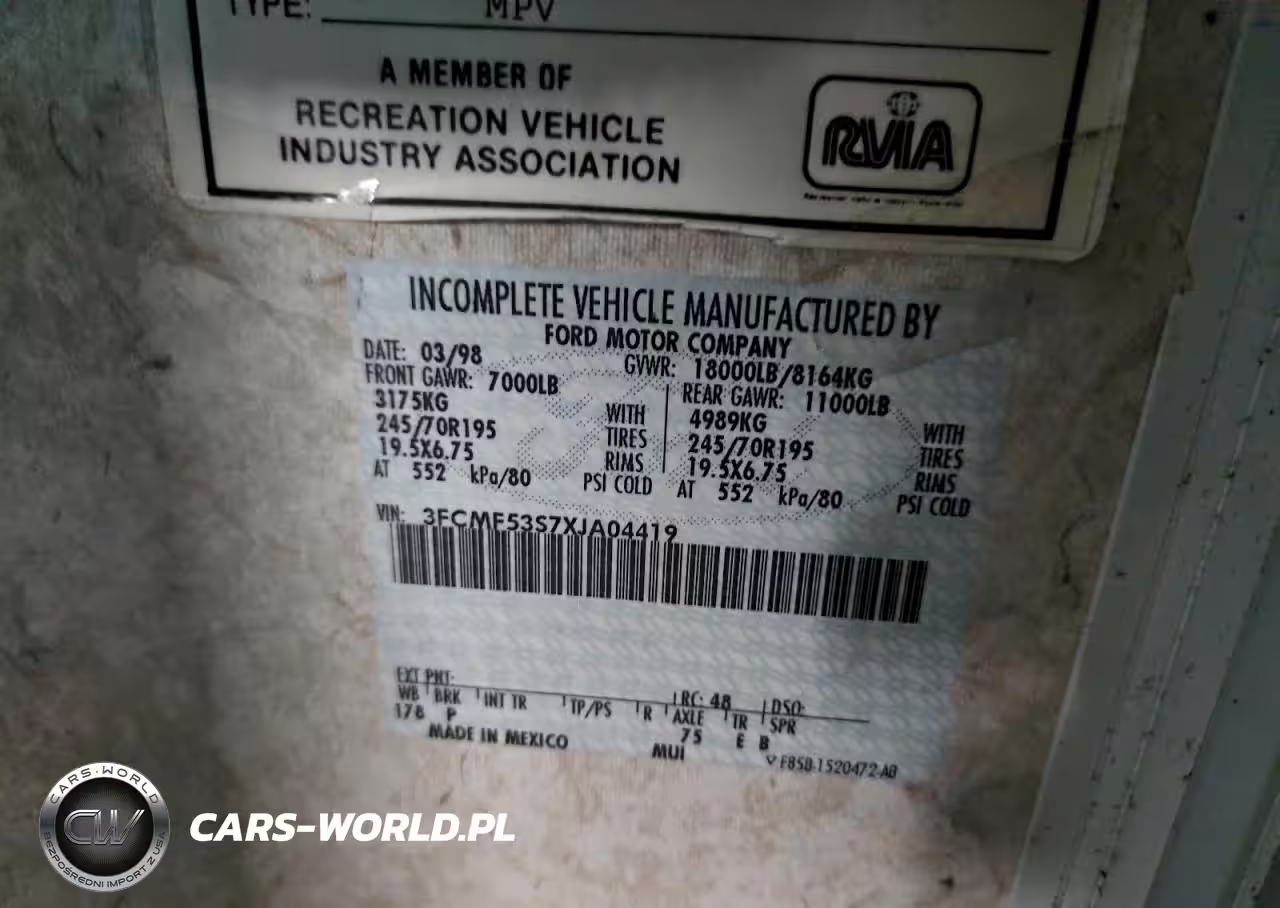 TYPE: MPV
A MEMBER OF
RECREATION VEHICLE
INDUSTRY ASSOCIATION
RVIA
INCOMPLETE VEHICLE MANUFACTURED BY
FORD MOTOR COMPANY
DATE: 03/98 GVWR: 18000LB/8164KG
FRONT GAWR: 7000LB REAR GAWR: 11000LB
3175KG WITH 4989KG WITH
245/70R195 TIRES 245/70R195 TIRES
19.5X6.75 RIMS 19.5X6.75 RIMS
AT 552 kPa/80 PSI COLD AT 552 kPa/80 PSI COLD
VIN: 3FCMF53S7XJA04419
EXT PNT: RC: 48 DSO:
WB BRK INT TR TP/PS R AXLE TR SPR
178 P 75 E B
MADE IN MEXICO MUI
F85B-1520472-AB
CARS-WORLD
CW
BEZPOŚREDNI IMPORT Z USA
CARS-WORLD.PL